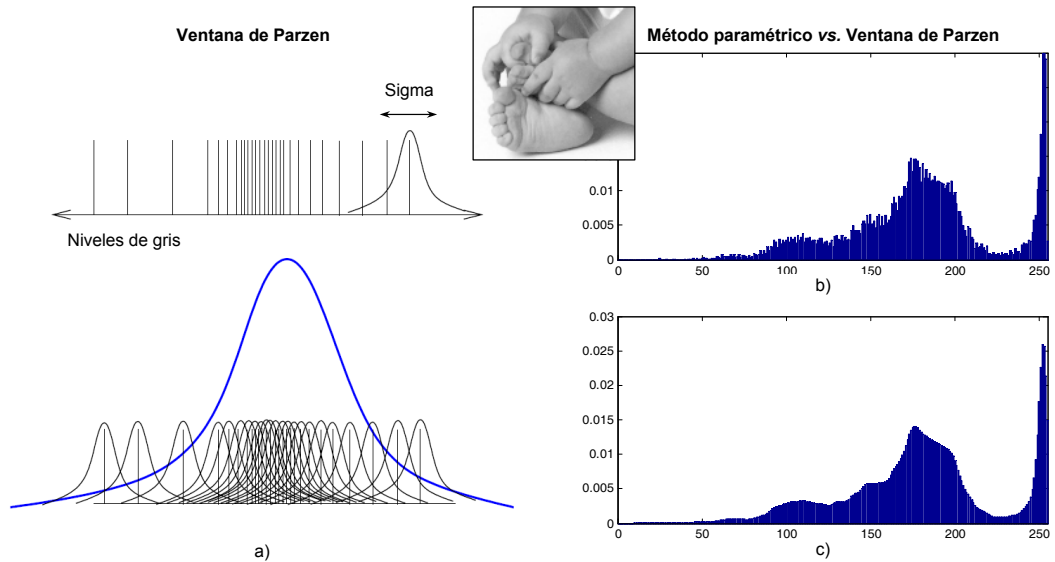 Ventana de Parzen
Sigma
Niveles de gris
a)
Método paramétrico vs. Ventana de Parzen
0.01
0.005
0
0 50 100 150 200 250
b)
0.03
0.025
0.02
0.015
0.01
0.005
0
0 50 100 150 200 250
c)